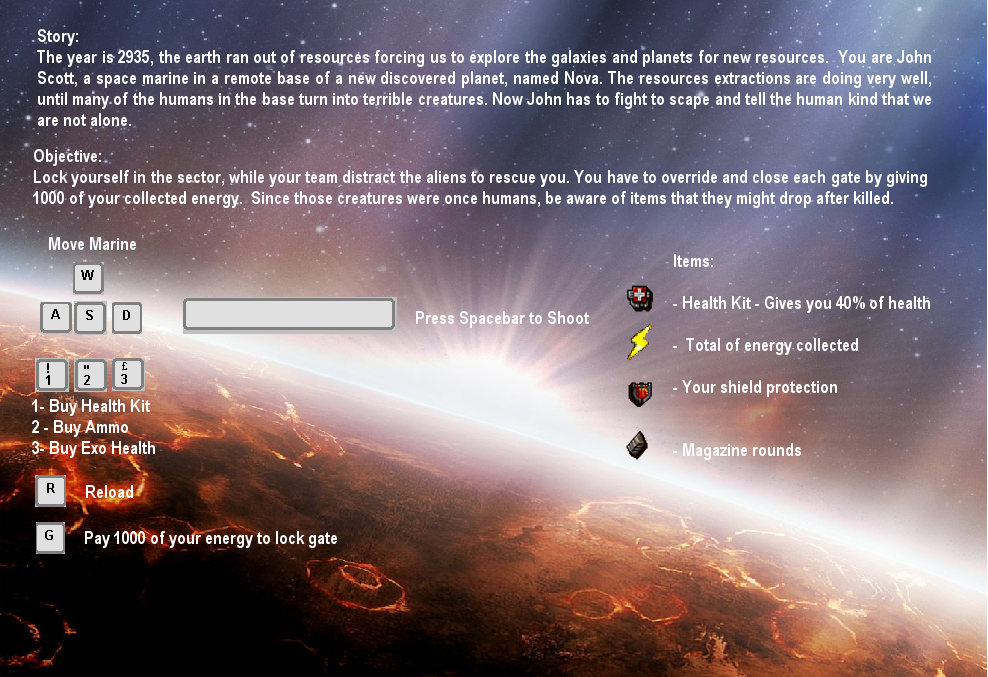 Story:
The year is 2935, the earth ran out of resources forcing us to explore the galaxies and planets for new resources. You are John
Scott, a space marine in a remote base of a new discovered planet, named Nova. The resources extractions are doing very well,
until many of the humans in the base turn into terrible creatures. Now John has to fight to scape and tell the human kind that we
are not alone.
Objective:
Lock yourself in the sector, while your team distract the aliens to rescue you. You have to override and close each gate by giving
1000 of your collected energy. Since those creatures were once humans, be aware of items that they might drop after killed.
Move Marine
W
A S D
Press Spacebar to Shoot
! " £
1 2 3
1- Buy Health Kit
2 - Buy Ammo
3- Buy Exo Health
R Reload
G Pay 1000 of your energy to lock gate
Items:
- Health Kit - Gives you 40% of health
- Total of energy collected
- Your shield protection
- Magazine rounds